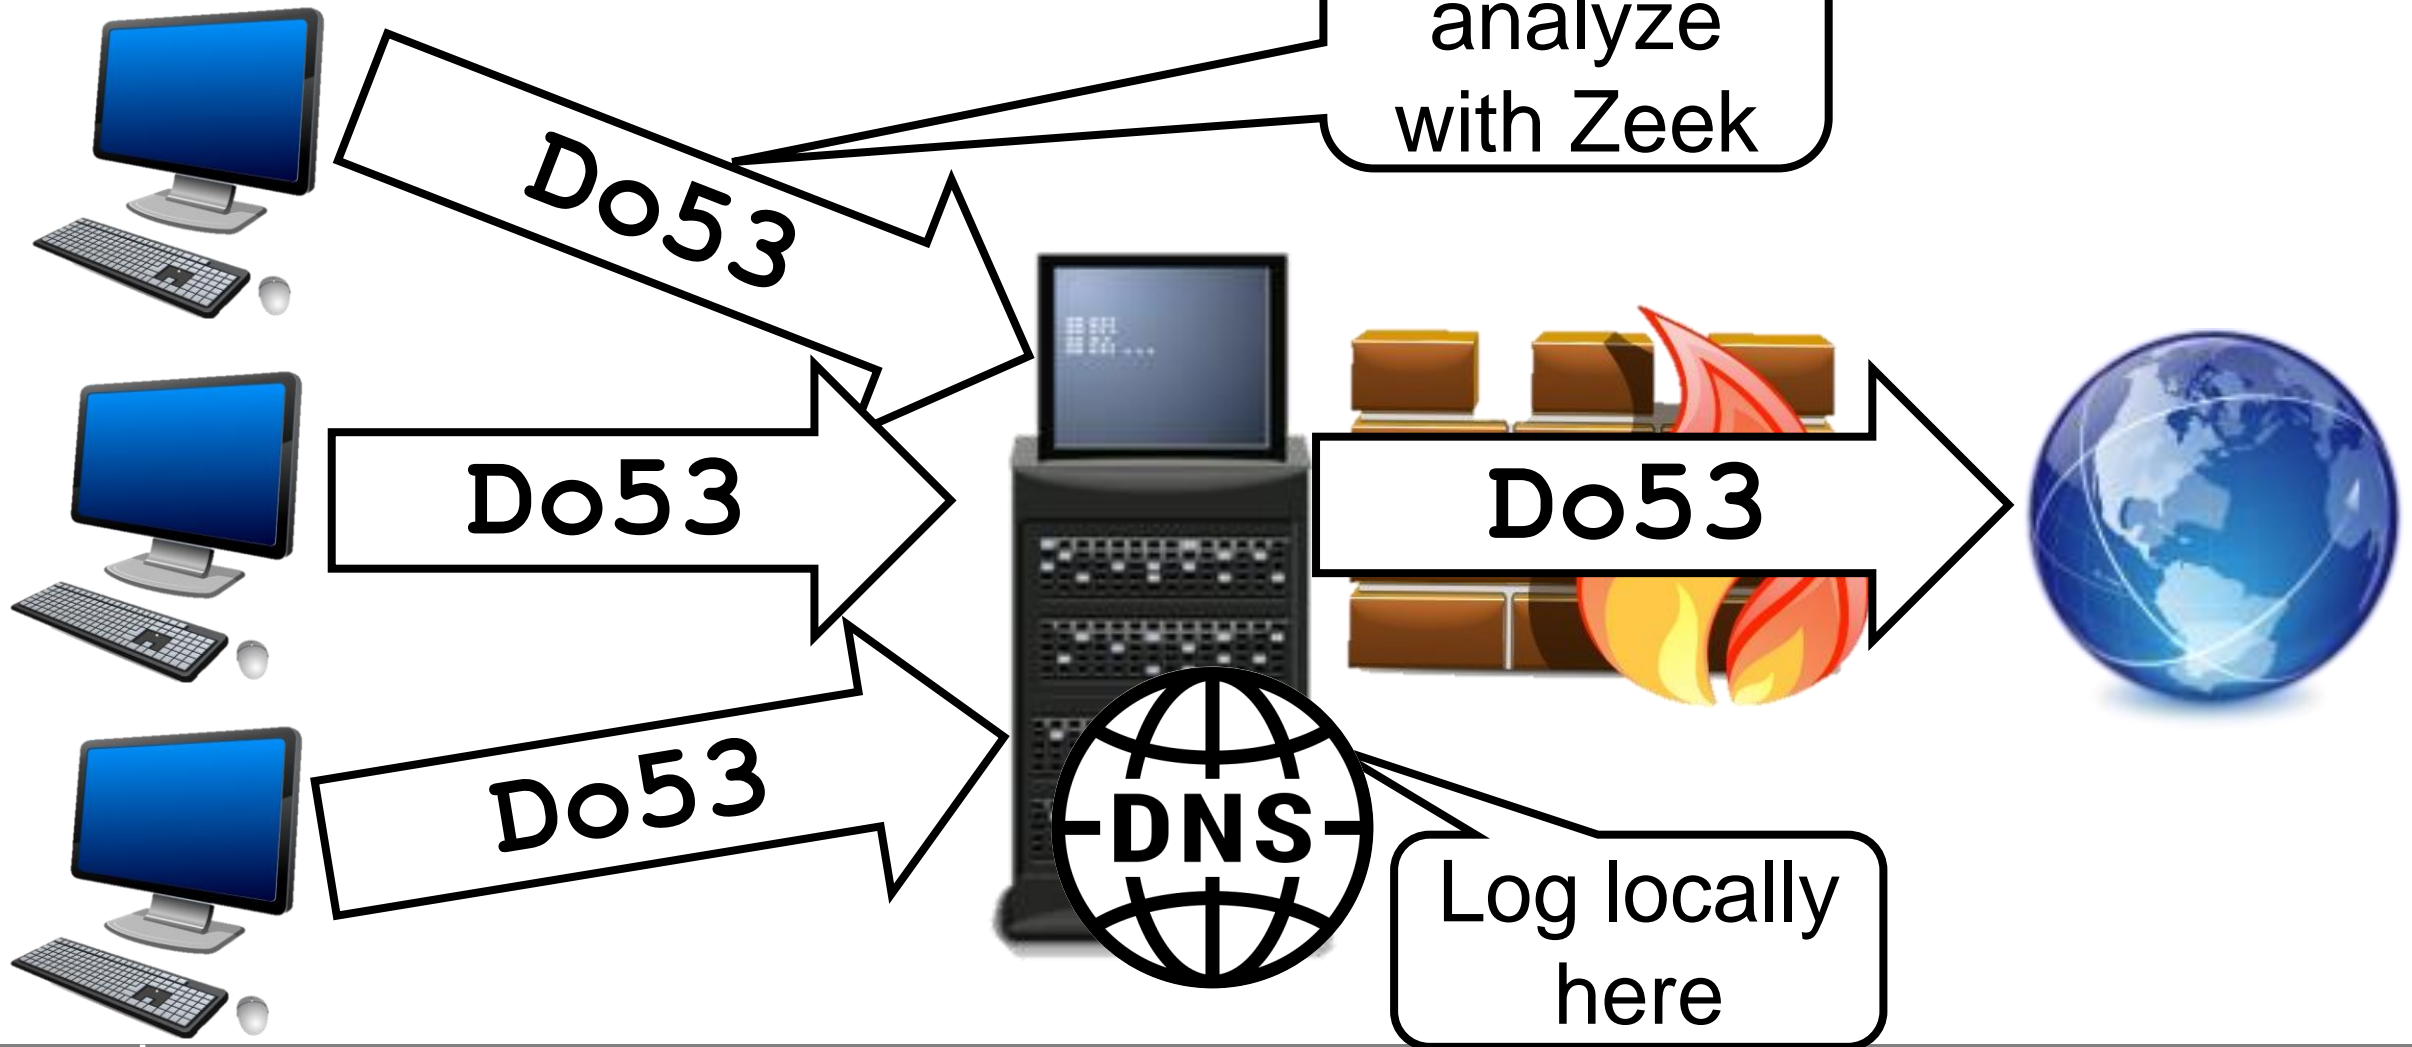 analyze
with Zeek
Do53
Do53
Do53
Do53
DNS
Log locally
here